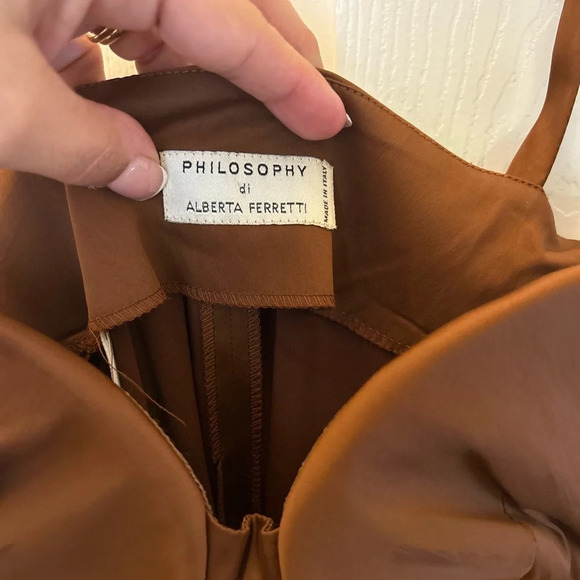 PHILOSOPHY
di
ALBERTA FERRETTI
MADE IN ITALY